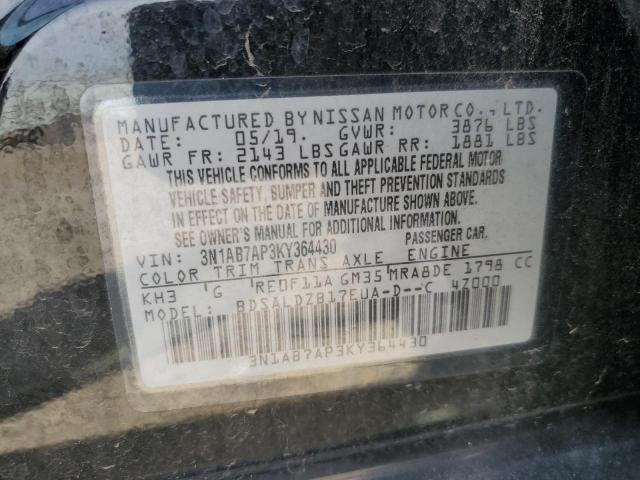 MANUFACTURED BY NISSAN MOTOR CO., LTD.
DATE: 05/19. GVWR: 3876 LBS
GAWR FR: 2143 LBS GAWR RR: 1881 LBS
THIS VEHICLE CONFORMS TO ALL APPLICABLE FEDERAL MOTOR
VEHICLE SAFETY, BUMPER AND THEFT PREVENTION STANDARDS
IN EFFECT ON THE DATE OF MANUFACTURE SHOWN ABOVE.
SEE OWNER'S MANUAL FOR ADDITIONAL INFORMATION.
VIN: 3N1AB7AP3KY364430 PASSENGER CAR.
COLOR TRIM TRANS AXLE ENGINE
KH3 'G 'RE0F11A GM35 'MRA8DE 1798 CC
MODEL: BDSALDZB17EUA-D--C 4Z000
3N1AB7AP3KY364430